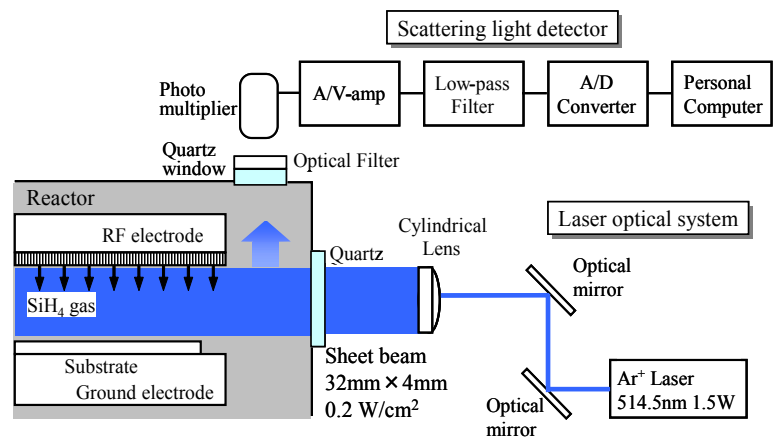 Scattering light detector
Photo
multiplier
A/V-amp
Low-pass
Filter
A/D
Converter
Personal
Computer
Quartz
window
Optical Filter
Reactor
RF electrode
Laser optical system
Cylindrical
Lens
Quartz
Optical
mirror
SiH4 gas
Substrate
Ground electrode
Sheet beam
32mm×4mm
0.2 W/cm²
Optical
mirror
Ar⁺ Laser
514.5nm 1.5W